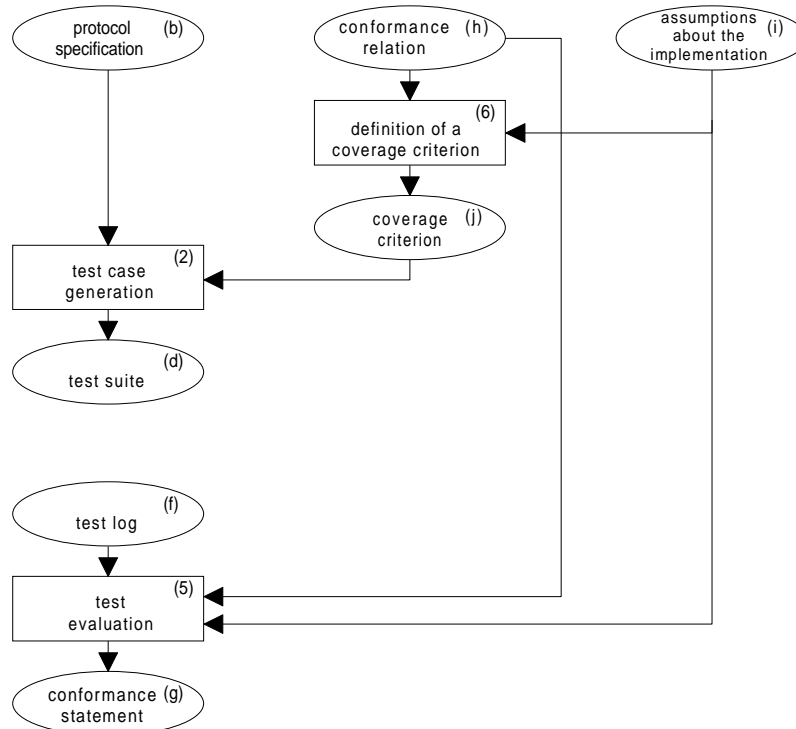 protocol (b)
specification
conformance (h)
relation
assumptions
about the (i)
implementation
(6)
definition of a
coverage criterion
coverage (j)
criterion
(2)
test case
generation
(d)
test suite
(f)
test log
(5)
test
evaluation
conformance (g)
statement